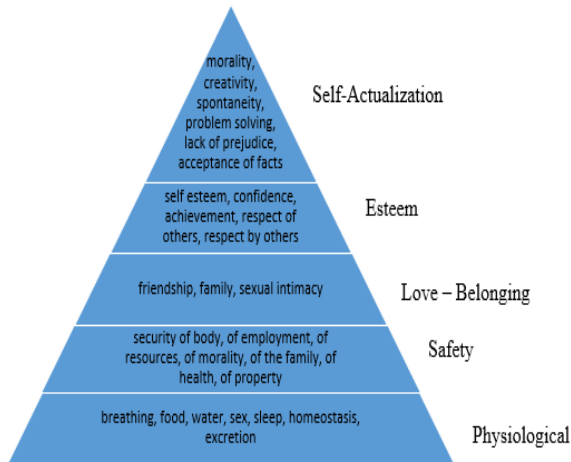 morality,
creativity,
spontaneity,
problem solving,
lack of prejudice,
acceptance of facts
Self-Actualization
self esteem, confidence,
achievement, respect of
others, respect by others
Esteem
friendship, family, sexual intimacy
Love – Belonging
security of body, of employment, of
resources, of morality, of the family, of
health, of property
Safety
breathing, food, water, sex, sleep, homeostasis,
excretion
Physiological